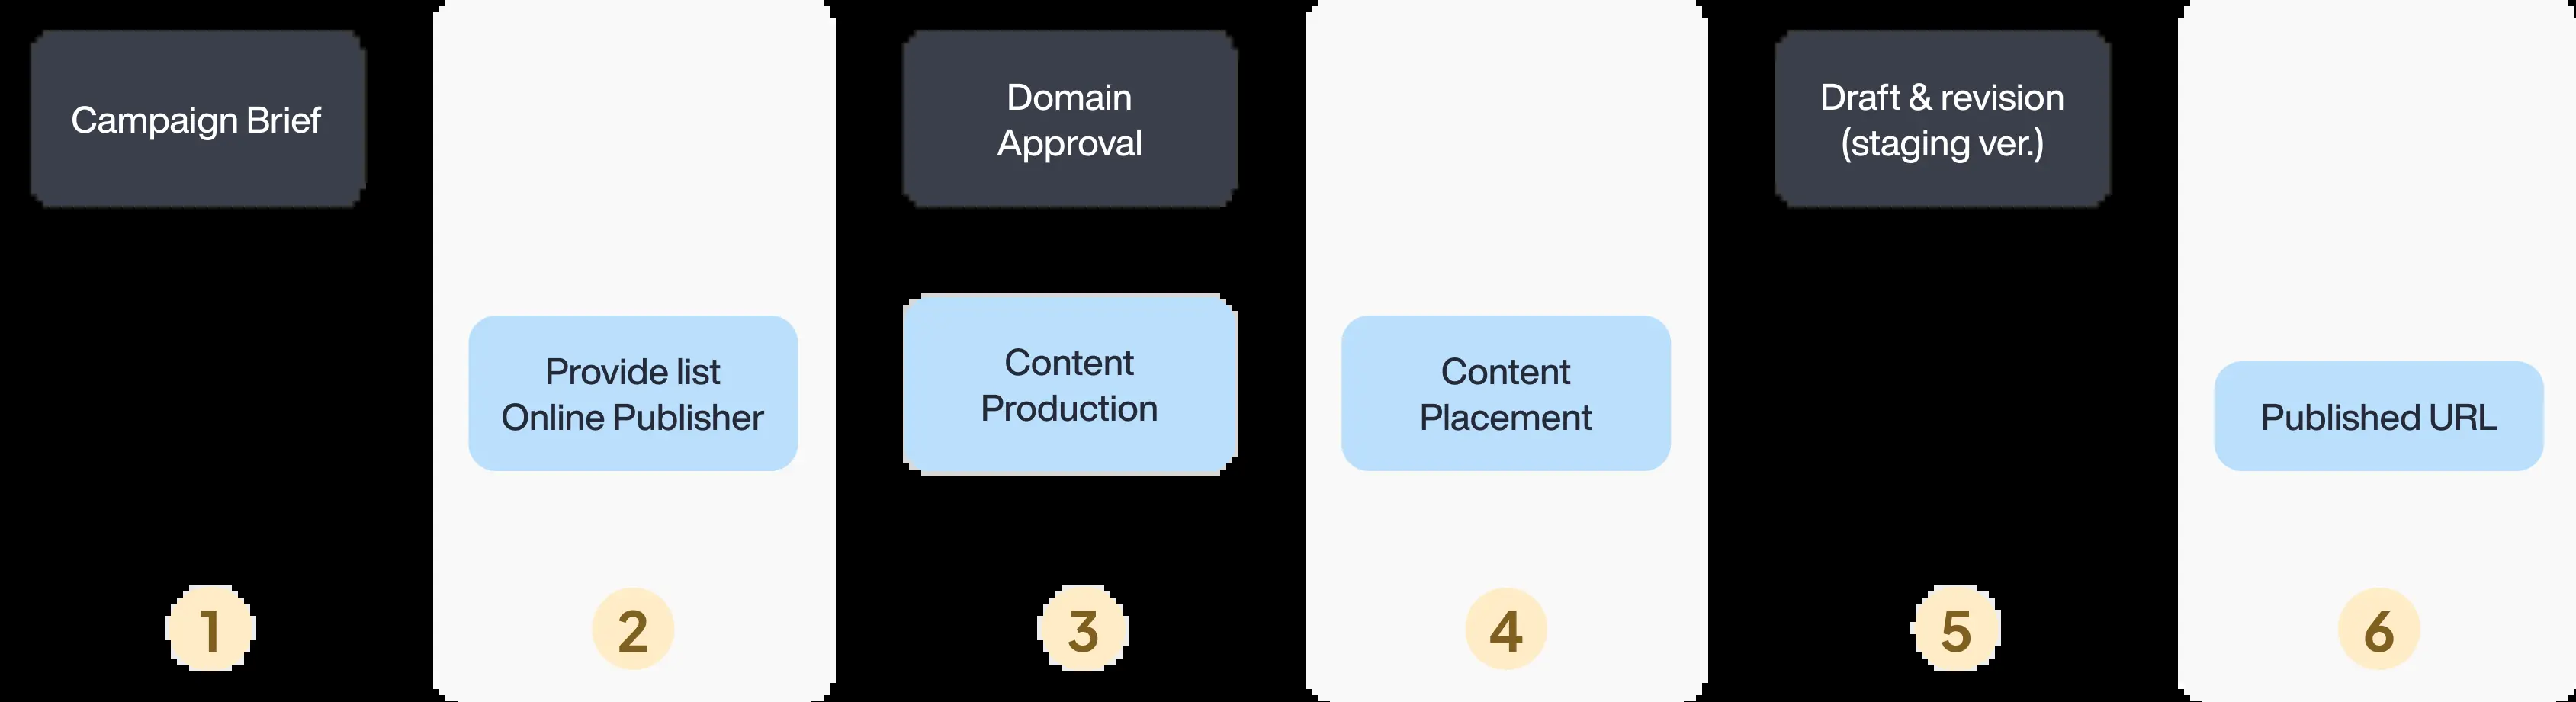 Campaign Brief
1
Provide list
Online Publisher
2
Domain
Approval
Content
Production
3
Content
Placement
4
Draft & revision
(staging ver.)
5
Published URL
6